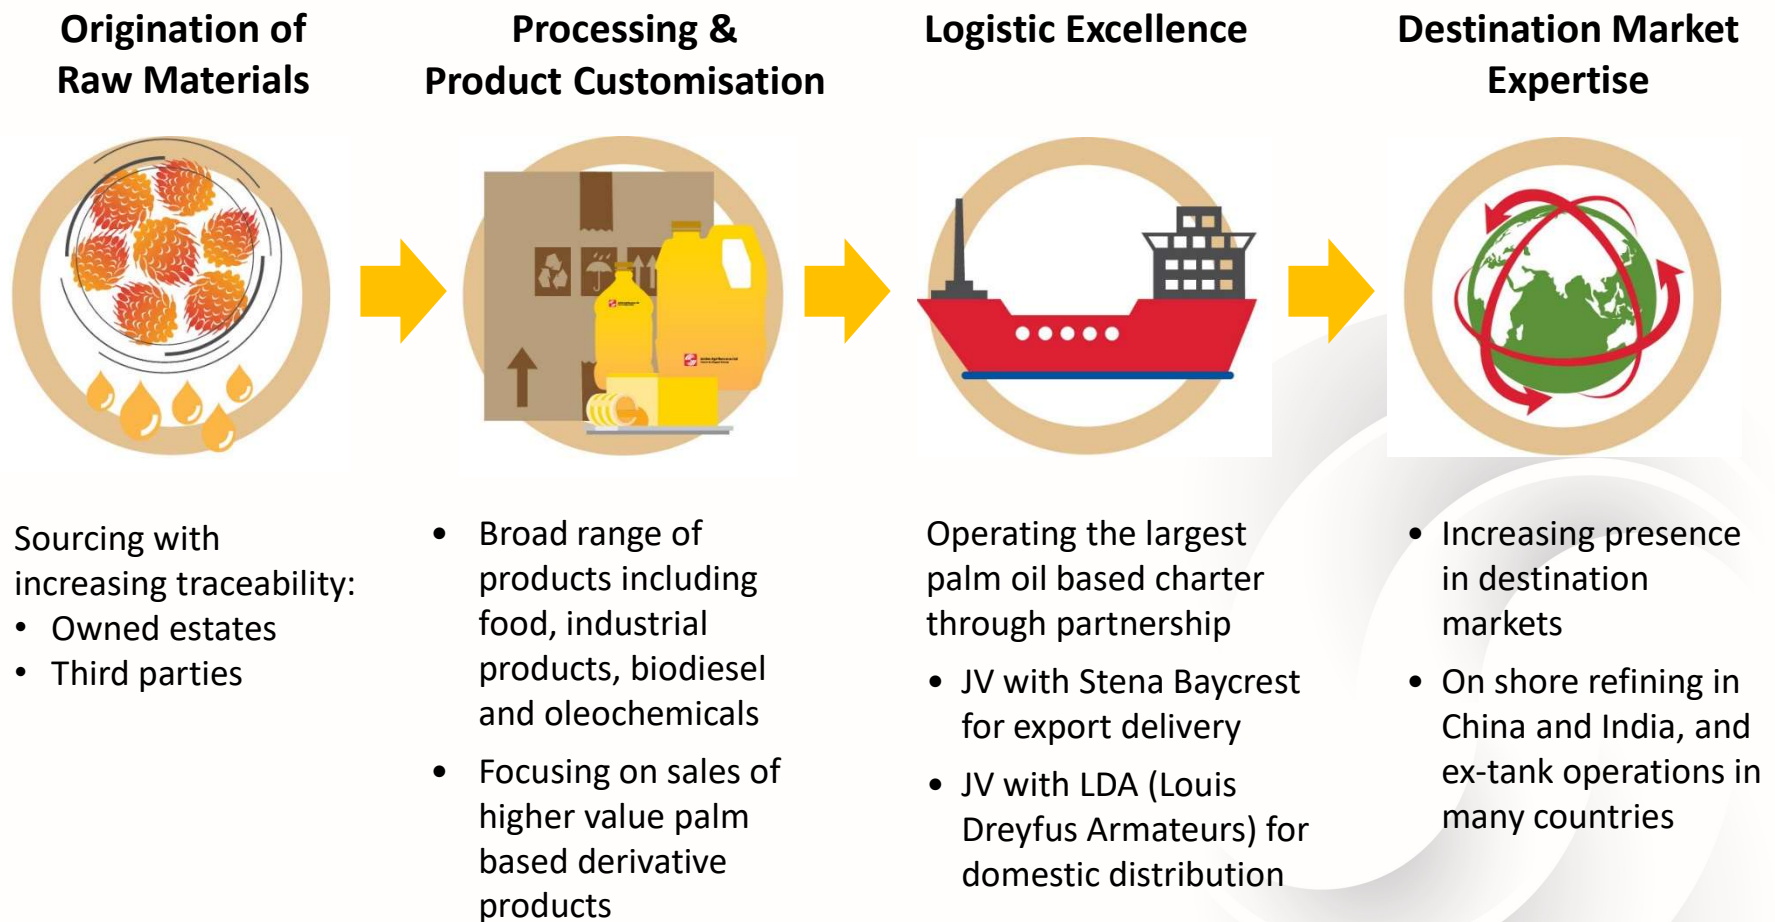 Origination of
Raw Materials
Processing &
Product Customisation
Logistic Excellence
Destination Market
Expertise
Sourcing with
increasing traceability:
• Owned estates
• Third parties
• Broad range of
products including
food, industrial
products, biodiesel
and oleochemicals
• Focusing on sales of
higher value palm
based derivative
products
Operating the largest
palm oil based charter
through partnership
• JV with Stena Baycrest
for export delivery
• JV with LDA (Louis
Dreyfus Armateurs) for
domestic distribution
• Increasing presence
in destination
markets
• On shore refining in
China and India, and
ex-tank operations in
many countries